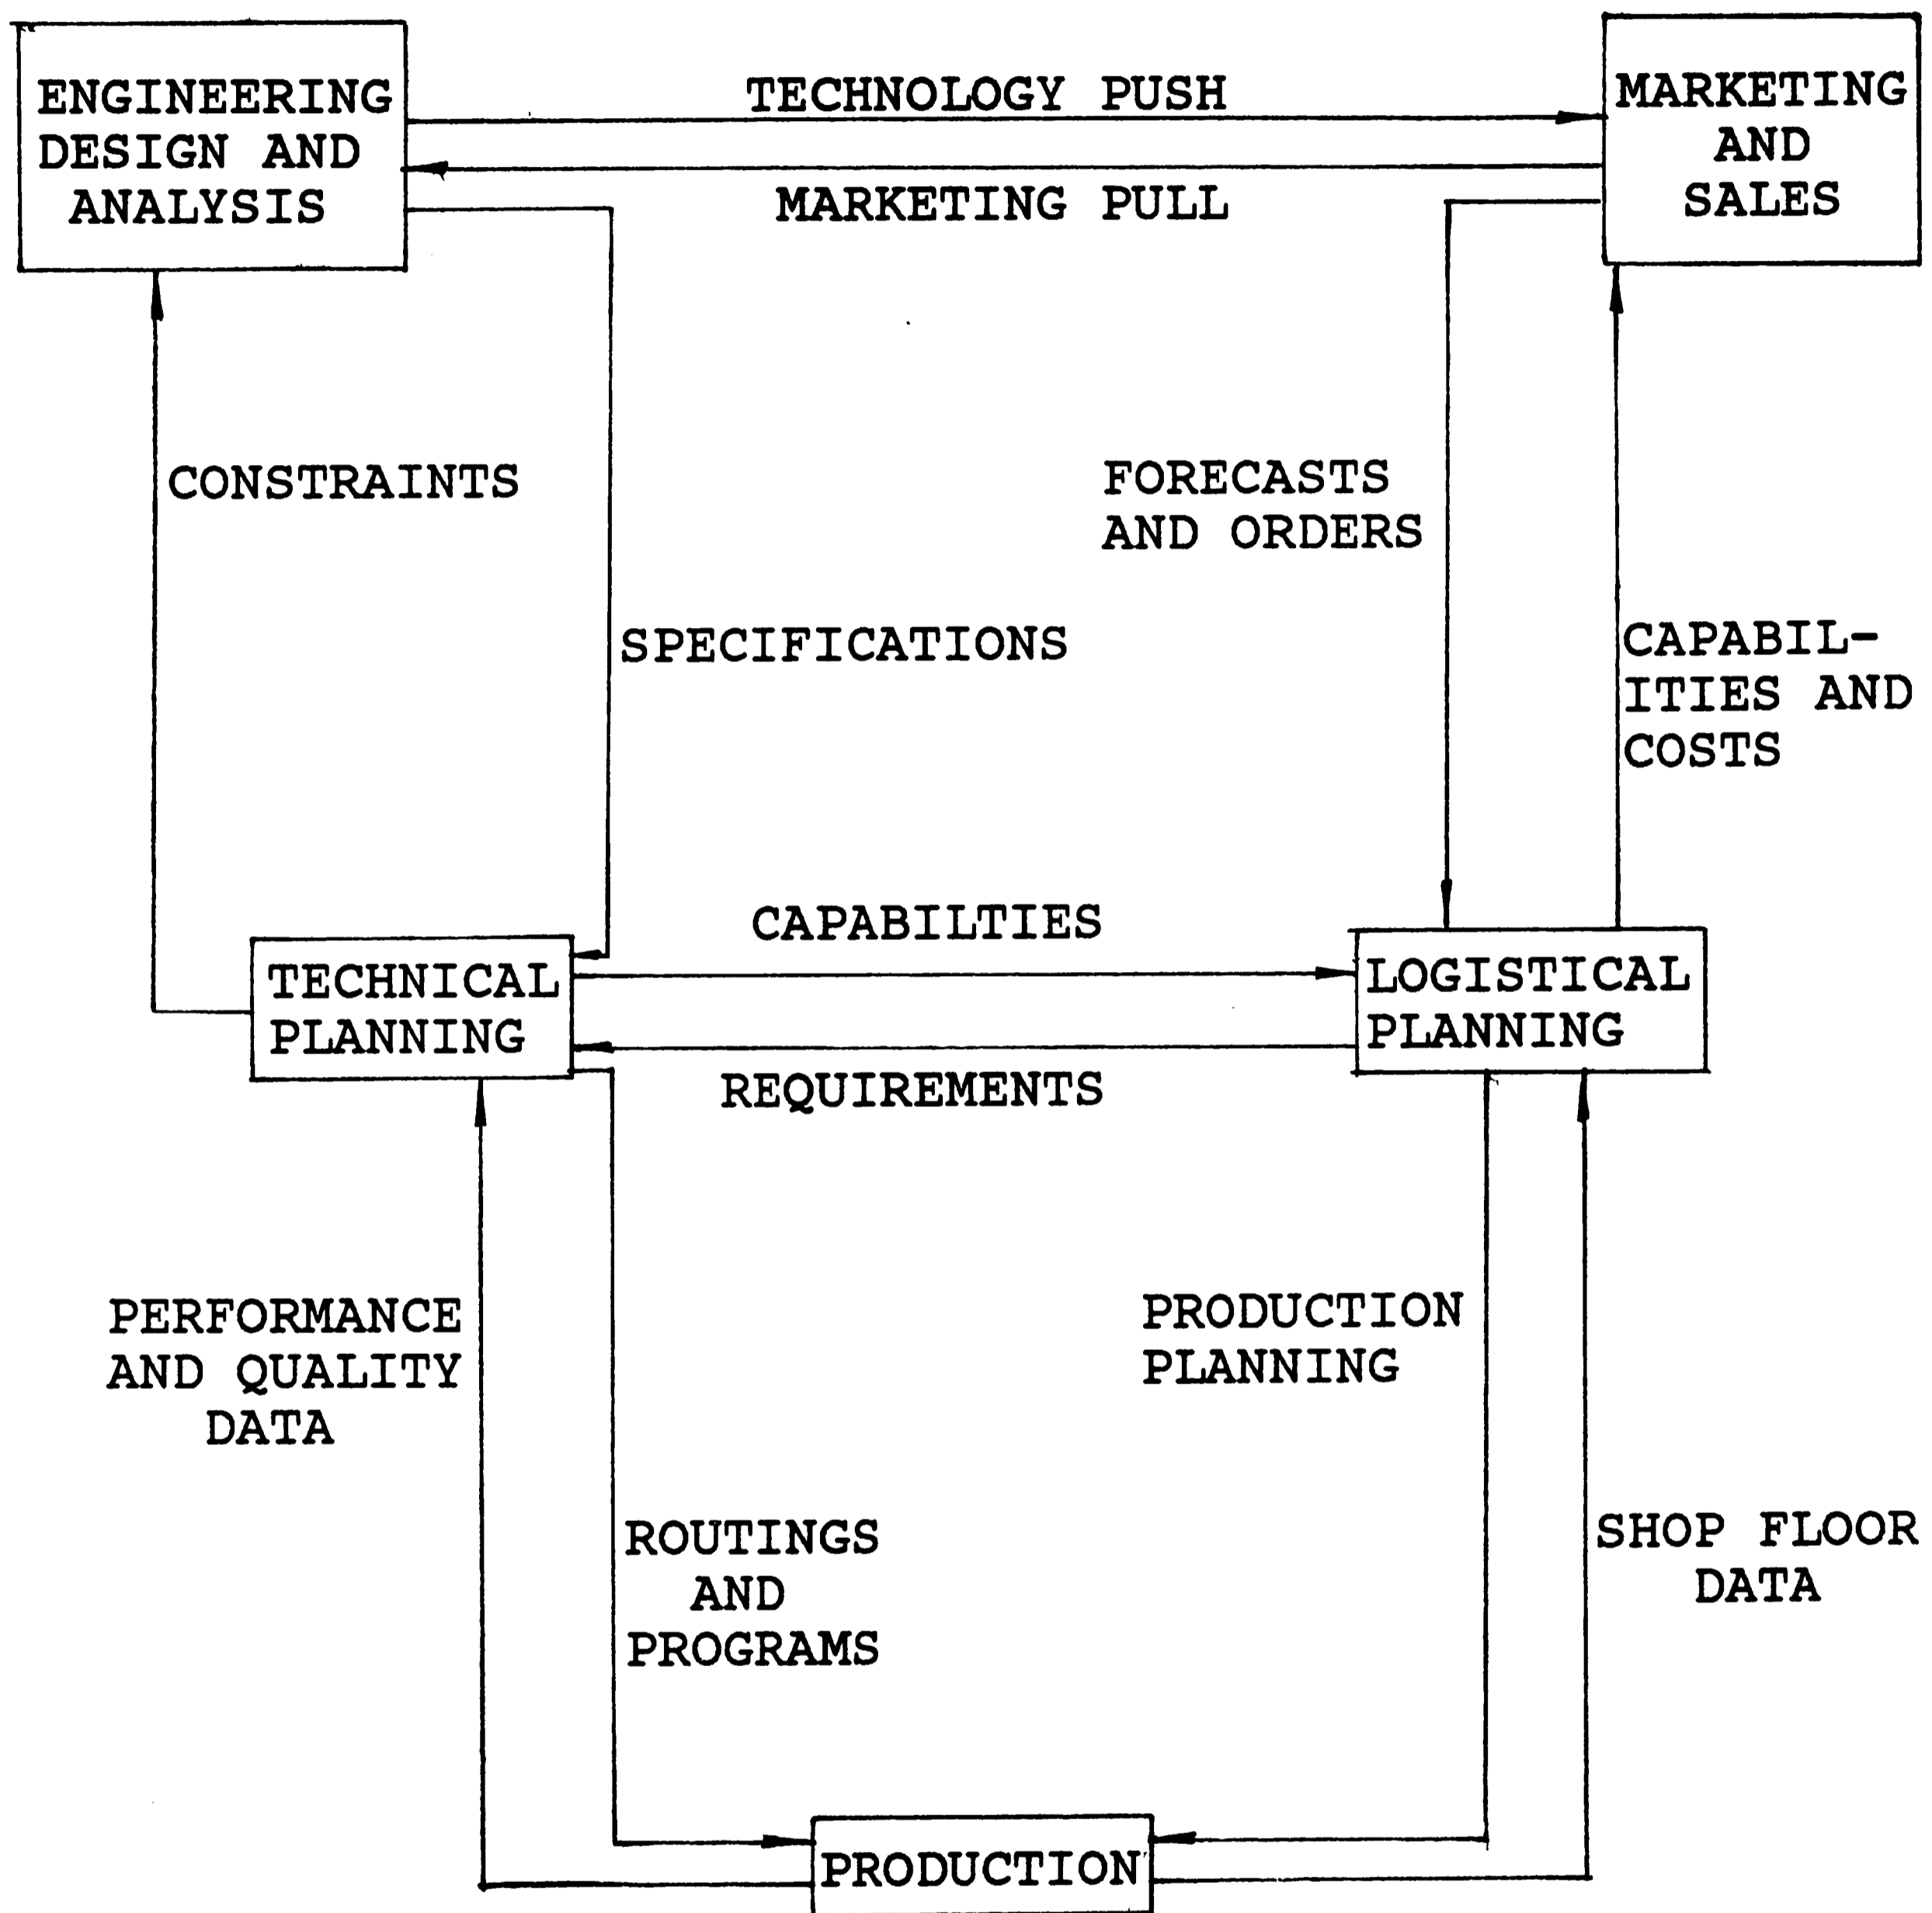 ENGINEERING
DESIGN AND
ANALYSIS
TECHNOLOGY PUSH
MARKETING PULL
MARKETING
AND
SALES
CONSTRAINTS
SPECIFICATIONS
FORECASTS
AND ORDERS
CAPABIL-
ITIES AND
COSTS
TECHNICAL
PLANNING
CAPABILTIES
REQUIREMENTS
LOGISTICAL
PLANNING
PERFORMANCE
AND QUALITY
DATA
ROUTINGS
AND
PROGRAMS
PRODUCTION
PLANNING
SHOP FLOOR
DATA
PRODUCTION